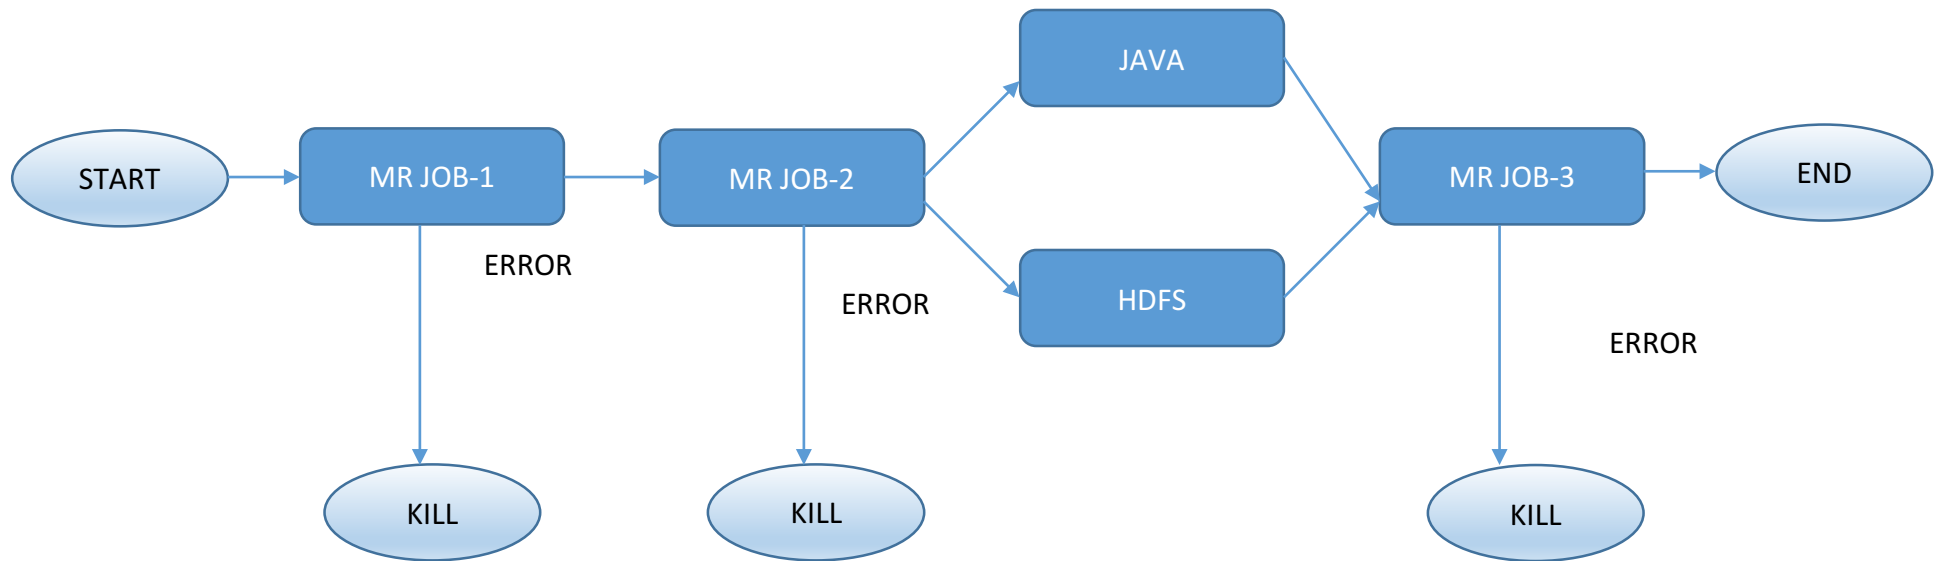 START
MR JOB-1
MR JOB-2
JAVA
HDFS
MR JOB-3
END
ERROR
ERROR
ERROR
KILL
KILL
KILL